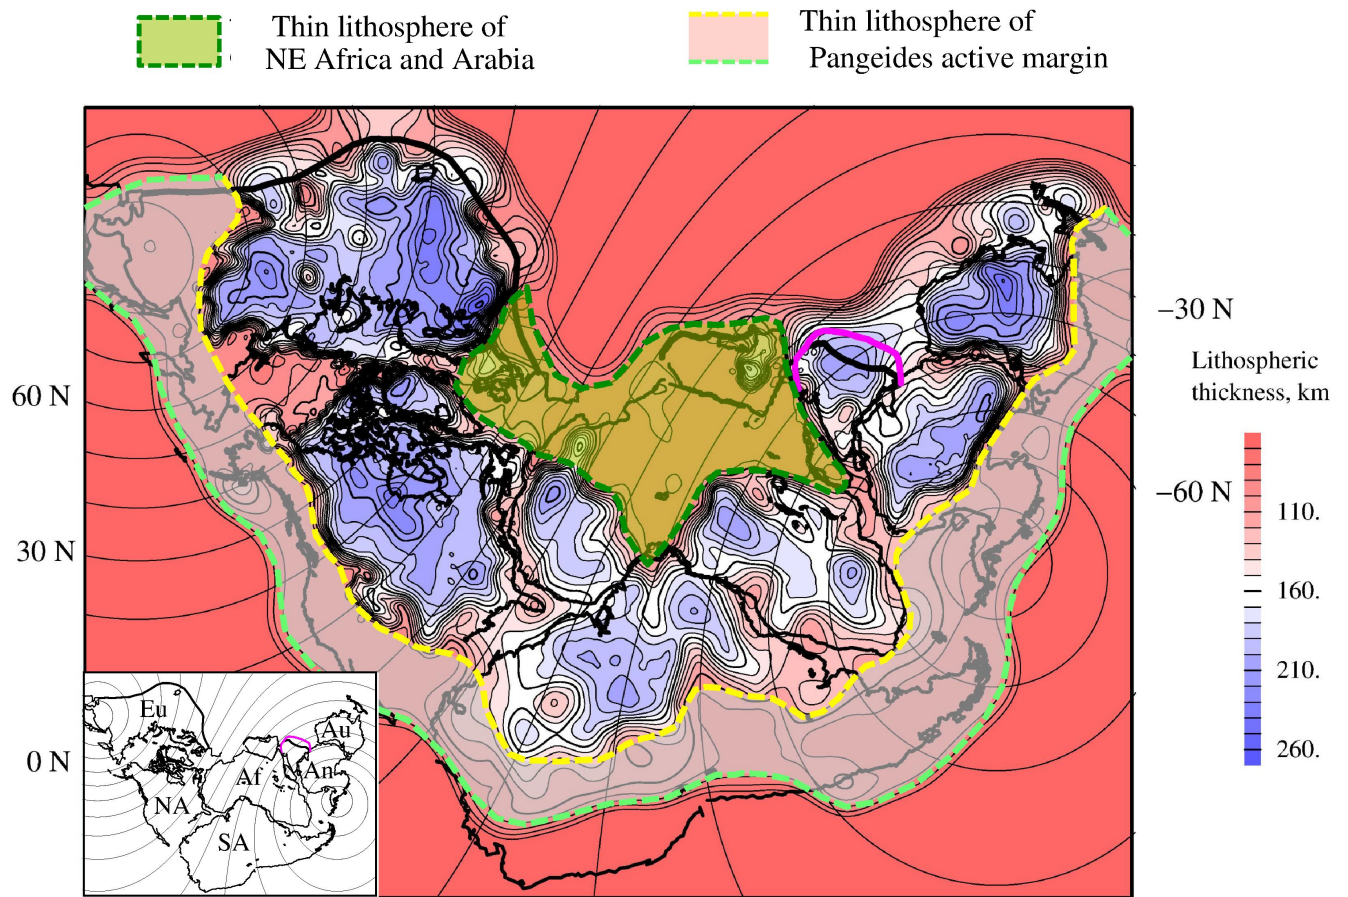 Thin lithosphere of
NE Africa and Arabia
Thin lithosphere of
Pangeides active margin
−30 N
Lithospheric
thickness, km
60 N
−60 N
110.
30 N
160.
210.
0 N
260.
Eu
Au
An
Af
NA
SA